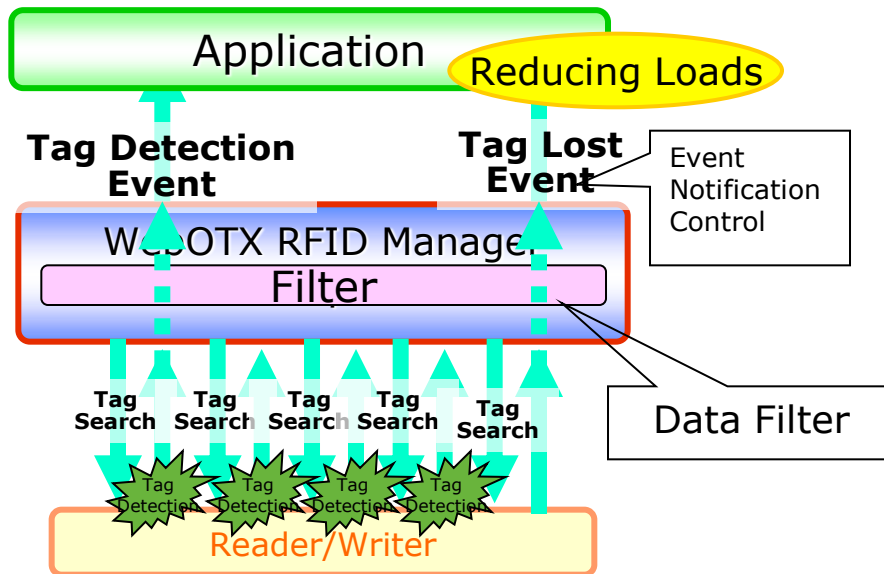 Application
Reducing Loads
Tag Detection
Event
Tag Lost
Event
Event
Notification
Control
WebOTX RFID Manager
Filter
Tag
Search
Tag
Search
Tag
Search
Tag
Search
Tag
Search
Data Filter
Tag
Detection
Tag
Detection
Tag
Detection
Tag
Detection
Reader/Writer